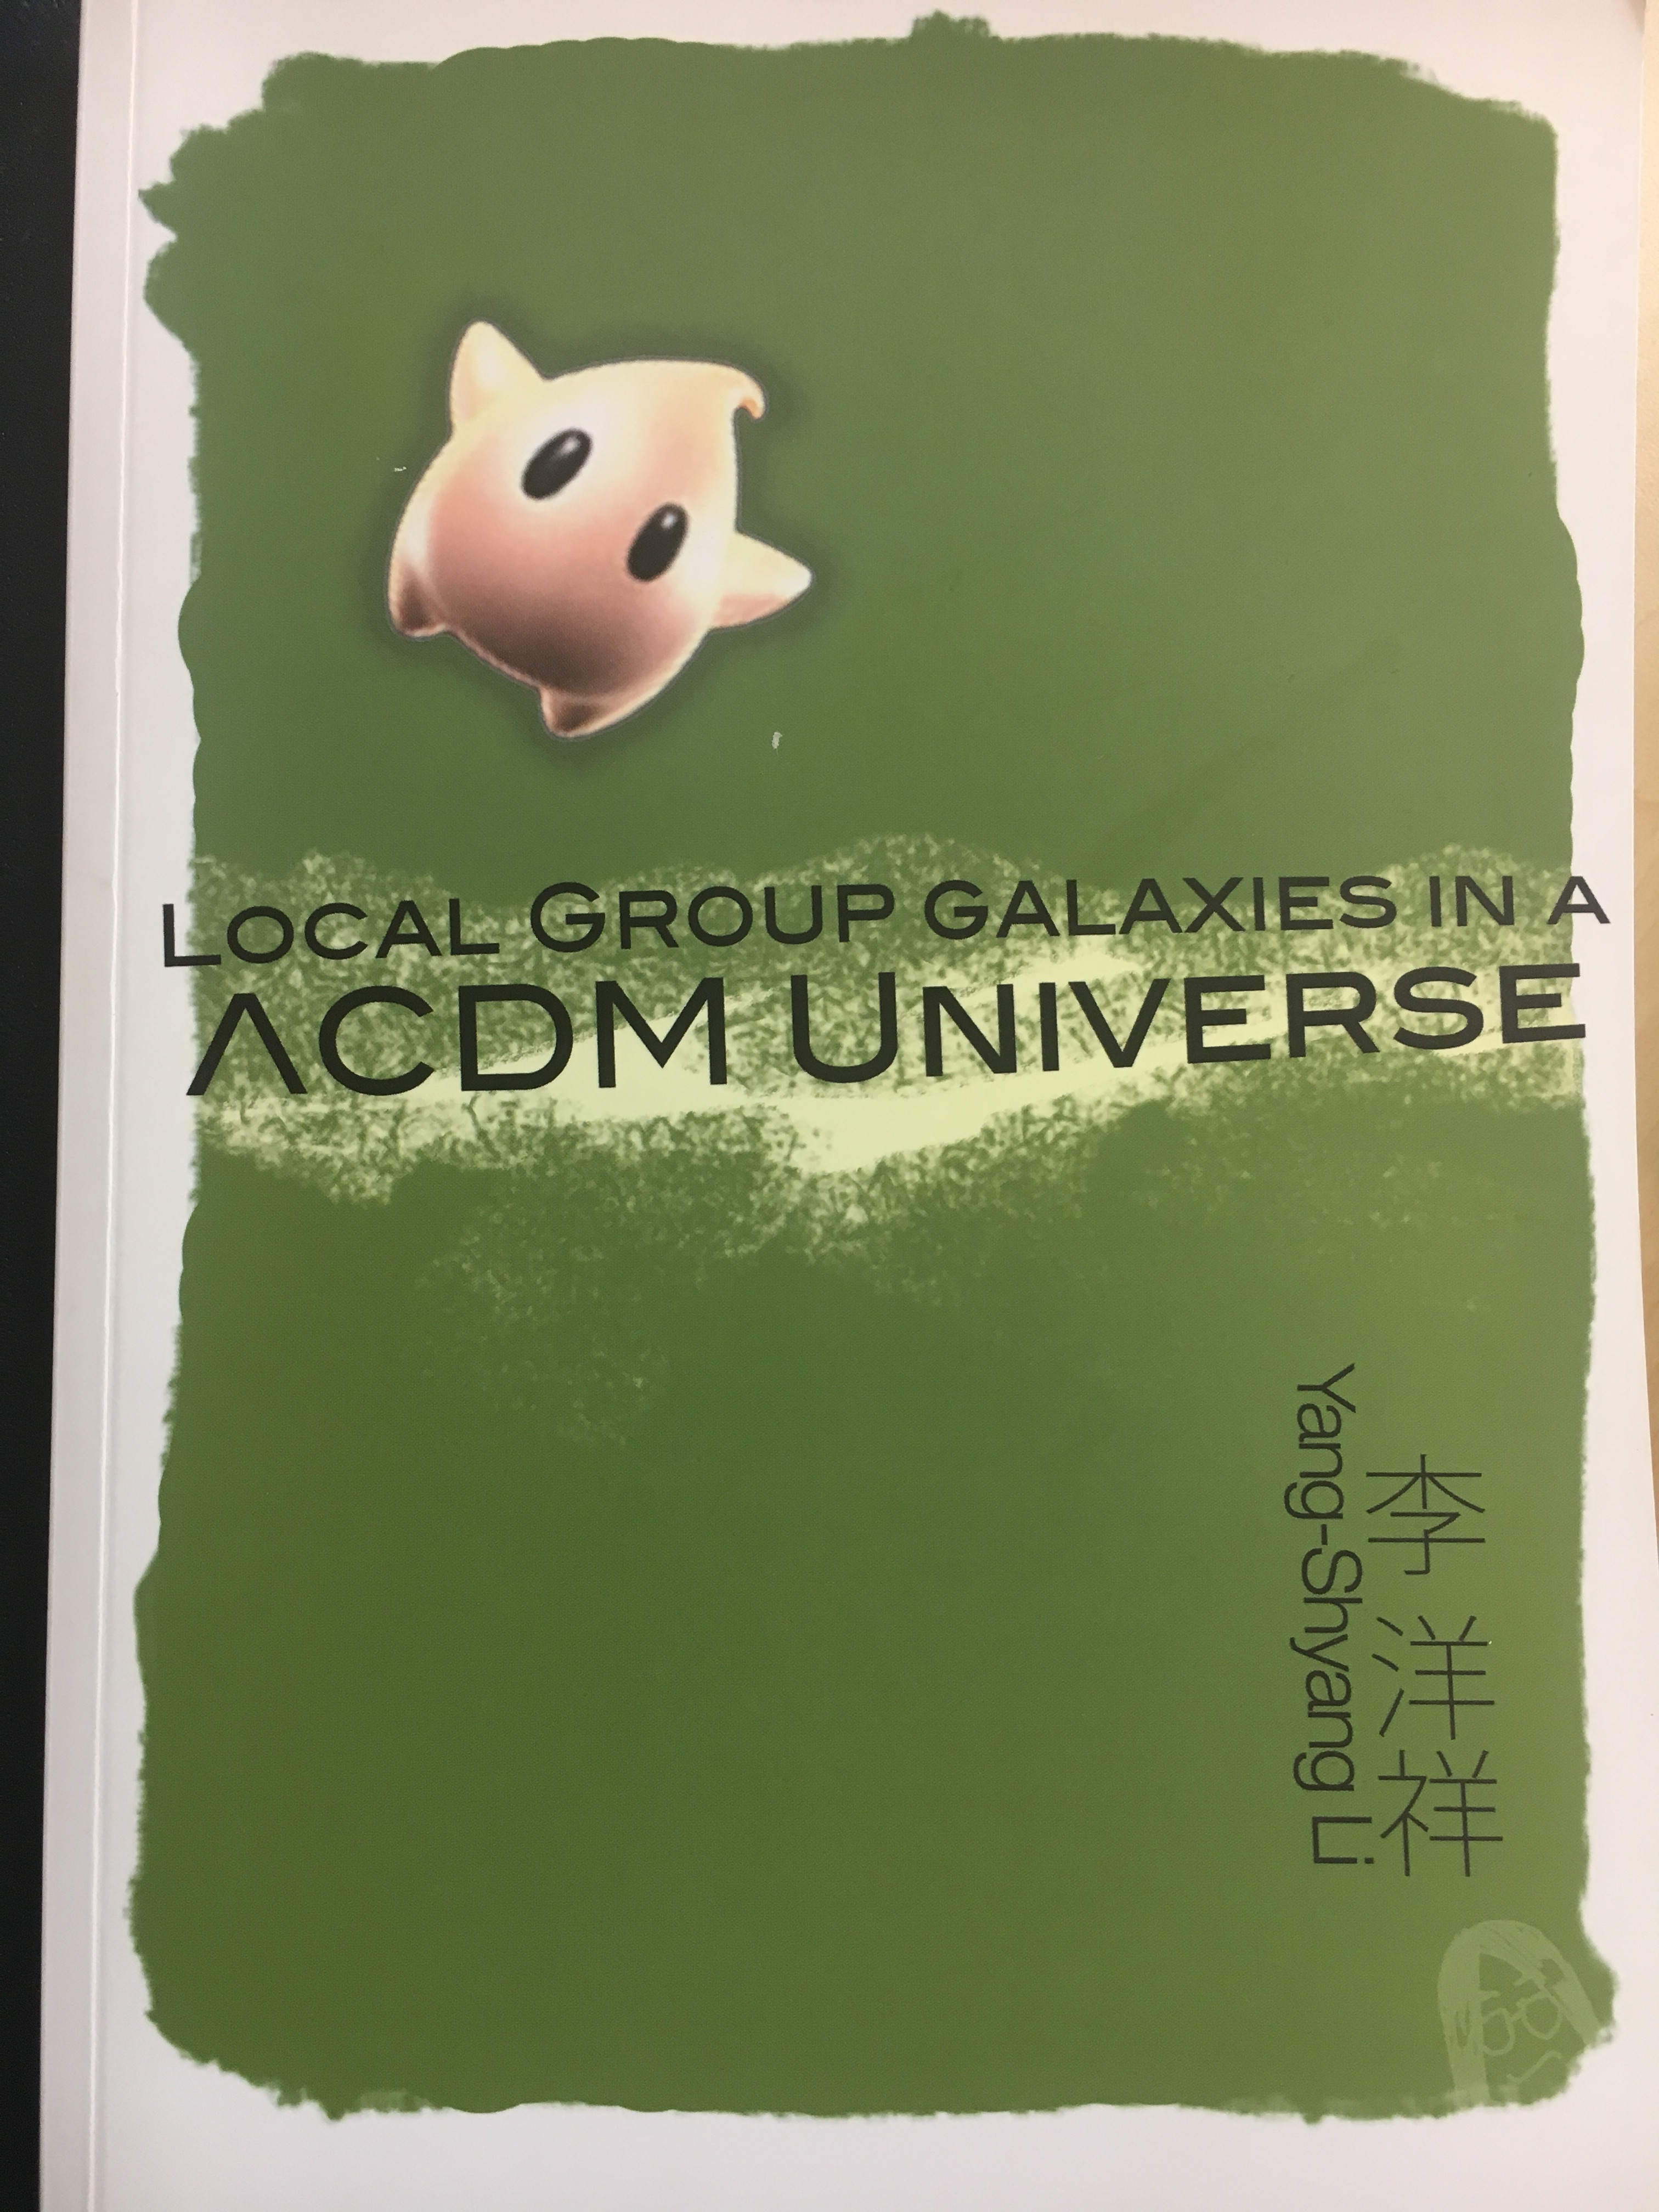 LOCAL GROUP GALAXIES IN A
ΛCDM UNIVERSE
李洋祥
Yang-Shyang Li